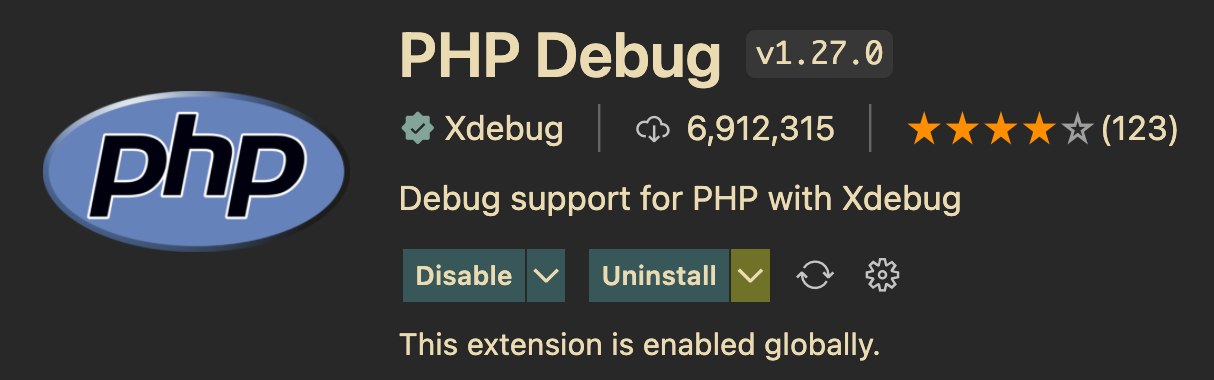 php
PHP Debug v1.27.0
Xdebug 6,912,315 (123)
Debug support for PHP with Xdebug
Disable Uninstall
This extension is enabled globally.